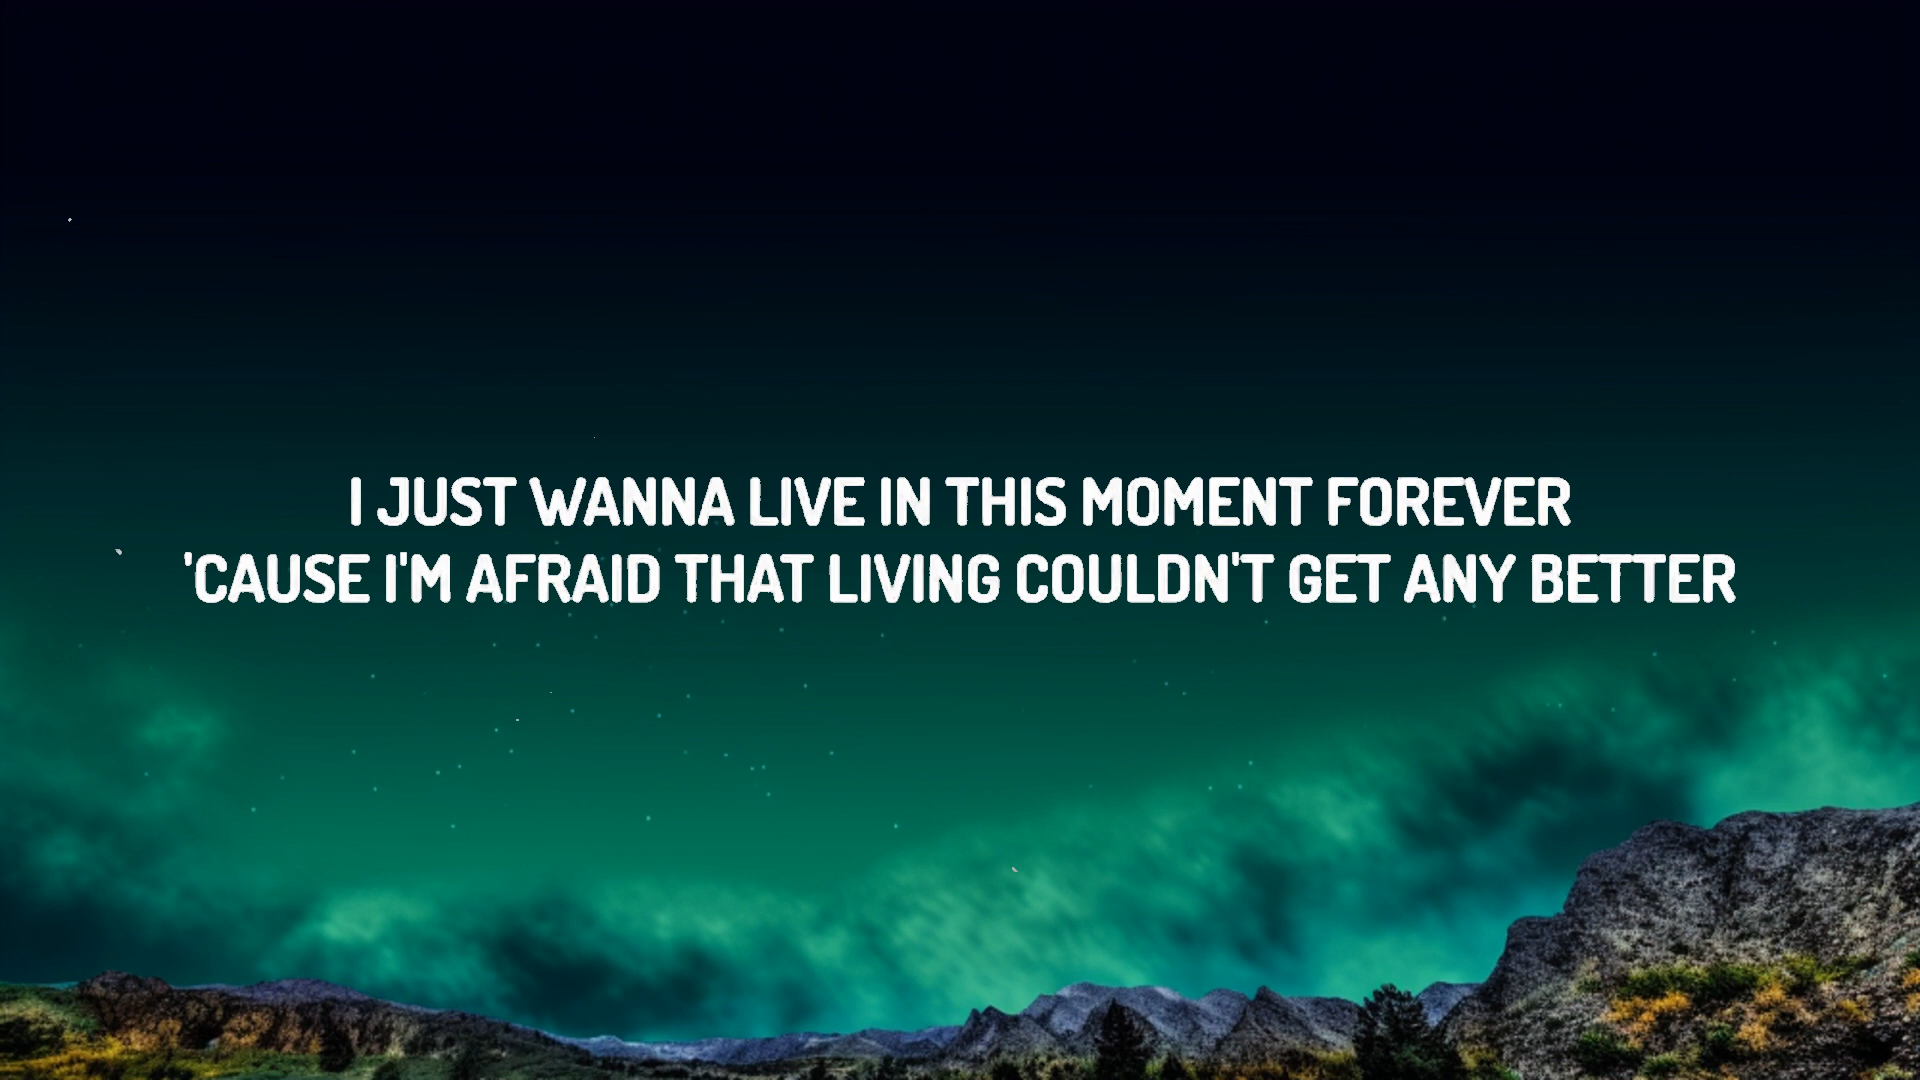 I JUST WANNA LIVE IN THIS MOMENT FOREVER
'CAUSE I'M AFRAID THAT LIVING COULDN'T GET ANY BETTER